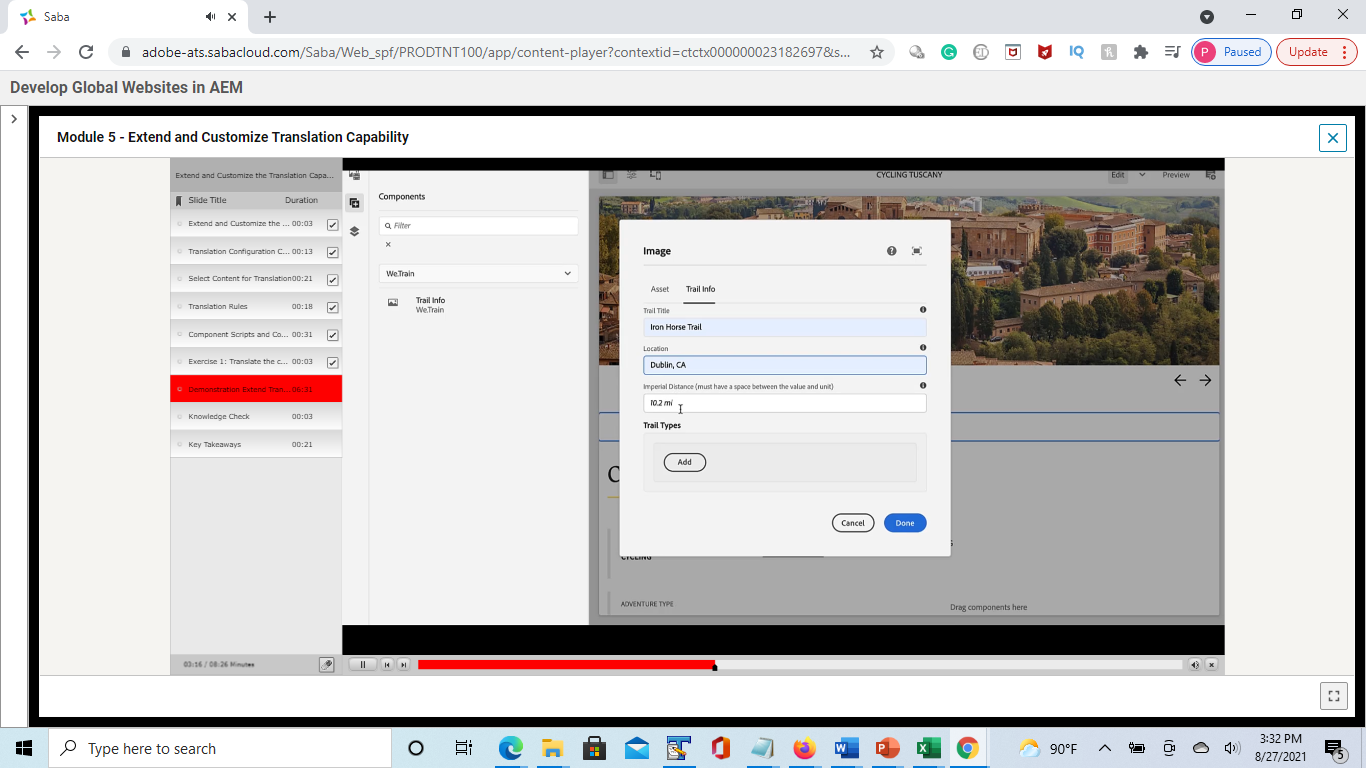 Saba
adobe-ats.sabacloud.com/Saba/Web_spf/PRODTNT100/app/content-player?contextid=ctctx000000023182697&s...
Paused
Update
Develop Global Websites in AEM
Module 5 - Extend and Customize Translation Capability
Extend and Customize the Translation Capa...
Slide Title Duration
Extend and Customize the ... 00:03
Translation Configuration C... 00:13
Select Content for Translation 00:21
Translation Rules 00:18
Component Scripts and Co... 00:31
Exercise 1: Translate the c... 00:03
Demonstration Extend Tran... 06:31
Knowledge Check 00:03
Key Takeaways 00:21
03:16 / 08:26 Minutes
Components
Filter
We.Train
Trail Info
We.Train
CYCLING TUSCANY
Edit
Preview
Image
Asset
Trail Info
Trail Title
Iron Horse Trail
Location
Dublin, CA
Imperial Distance (must have a space between the value and unit)
10.2 mi
Trail Types
Add
Cancel
Done
CYCLING
ADVENTURE TYPE
Drag components here
Type here to search
90°F
3:32 PM
8/27/2021
5